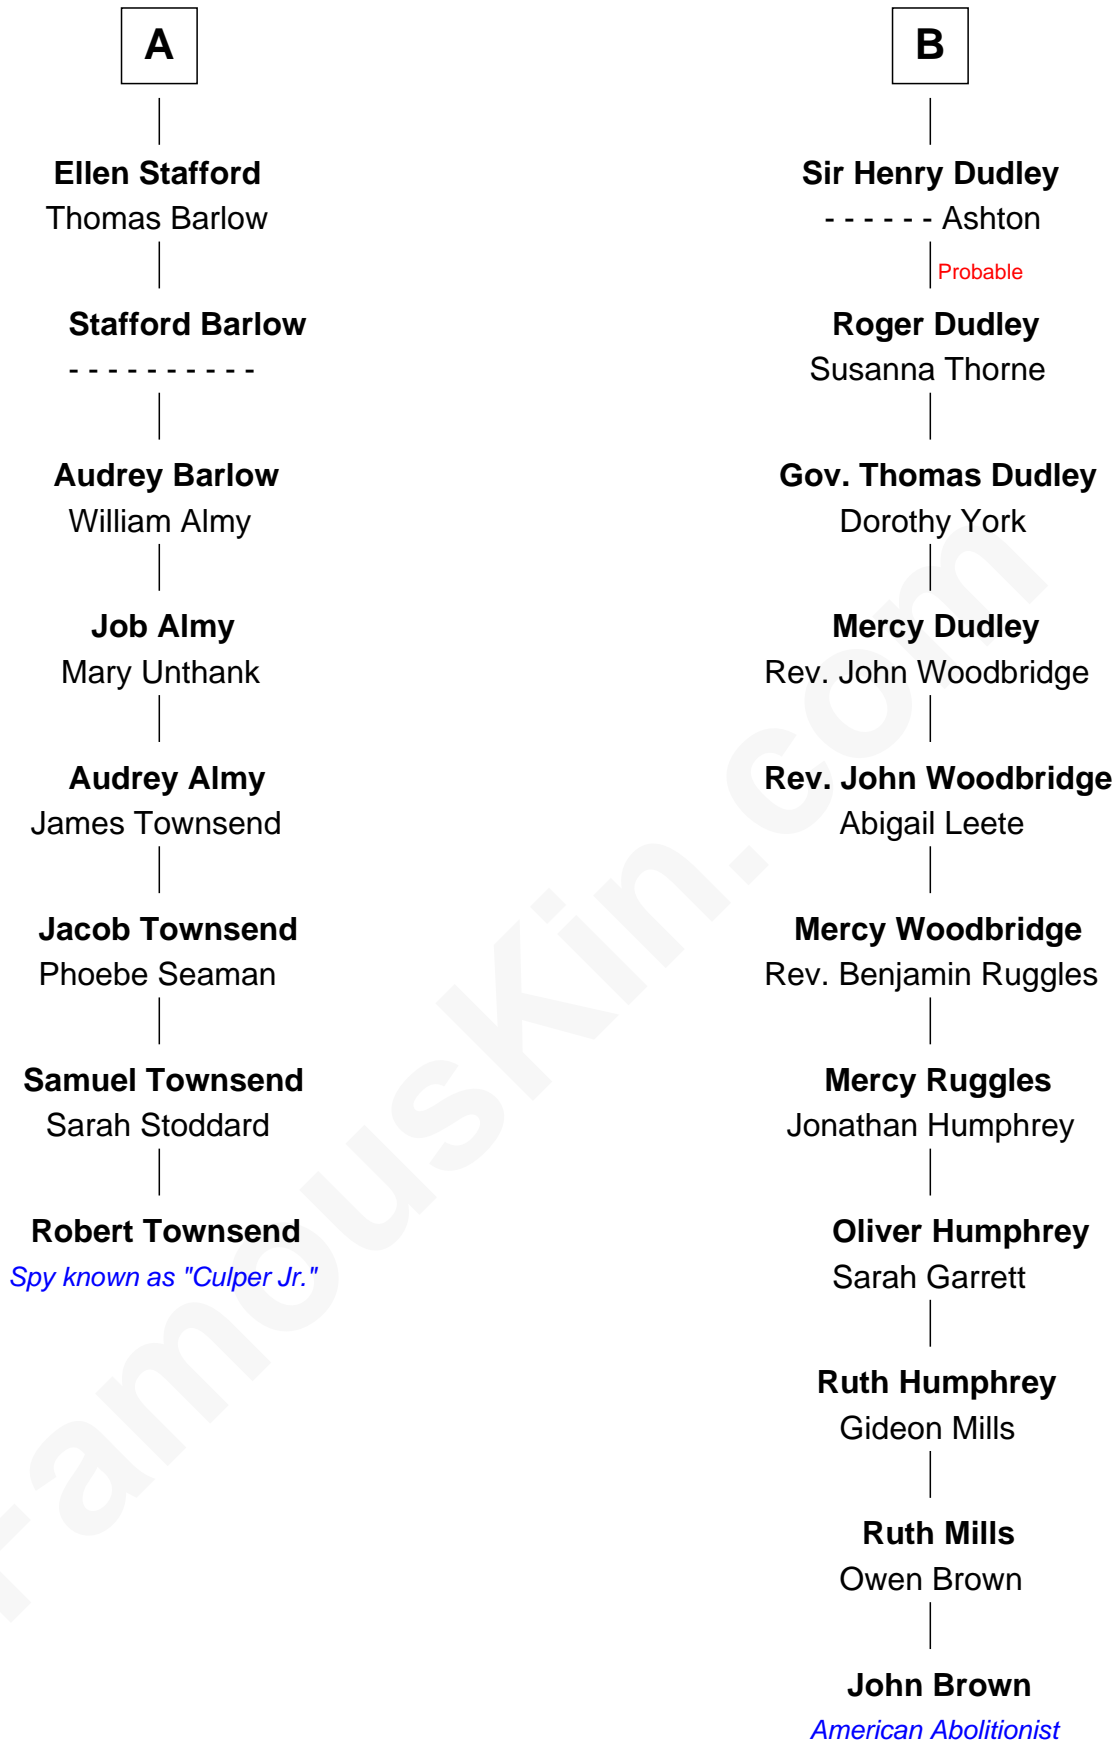 A
Ellen Stafford
Thomas Barlow
Stafford Barlow
- - - - - - - - - -
Audrey Barlow
William Almy
Job Almy
Mary Unthank
Audrey Almy
James Townsend
Jacob Townsend
Phoebe Seaman
Samuel Townsend
Sarah Stoddard
Robert Townsend
Spy known as "Culper Jr."
B
Sir Henry Dudley
- - - - - - Ashton
Probable
Roger Dudley
Susanna Thorne
Gov. Thomas Dudley
Dorothy York
Mercy Dudley
Rev. John Woodbridge
Rev. John Woodbridge
Abigail Leete
Mercy Woodbridge
Rev. Benjamin Ruggles
Mercy Ruggles
Jonathan Humphrey
Oliver Humphrey
Sarah Garrett
Ruth Humphrey
Gideon Mills
Ruth Mills
Owen Brown
John Brown
American Abolitionist
FamousKin.com